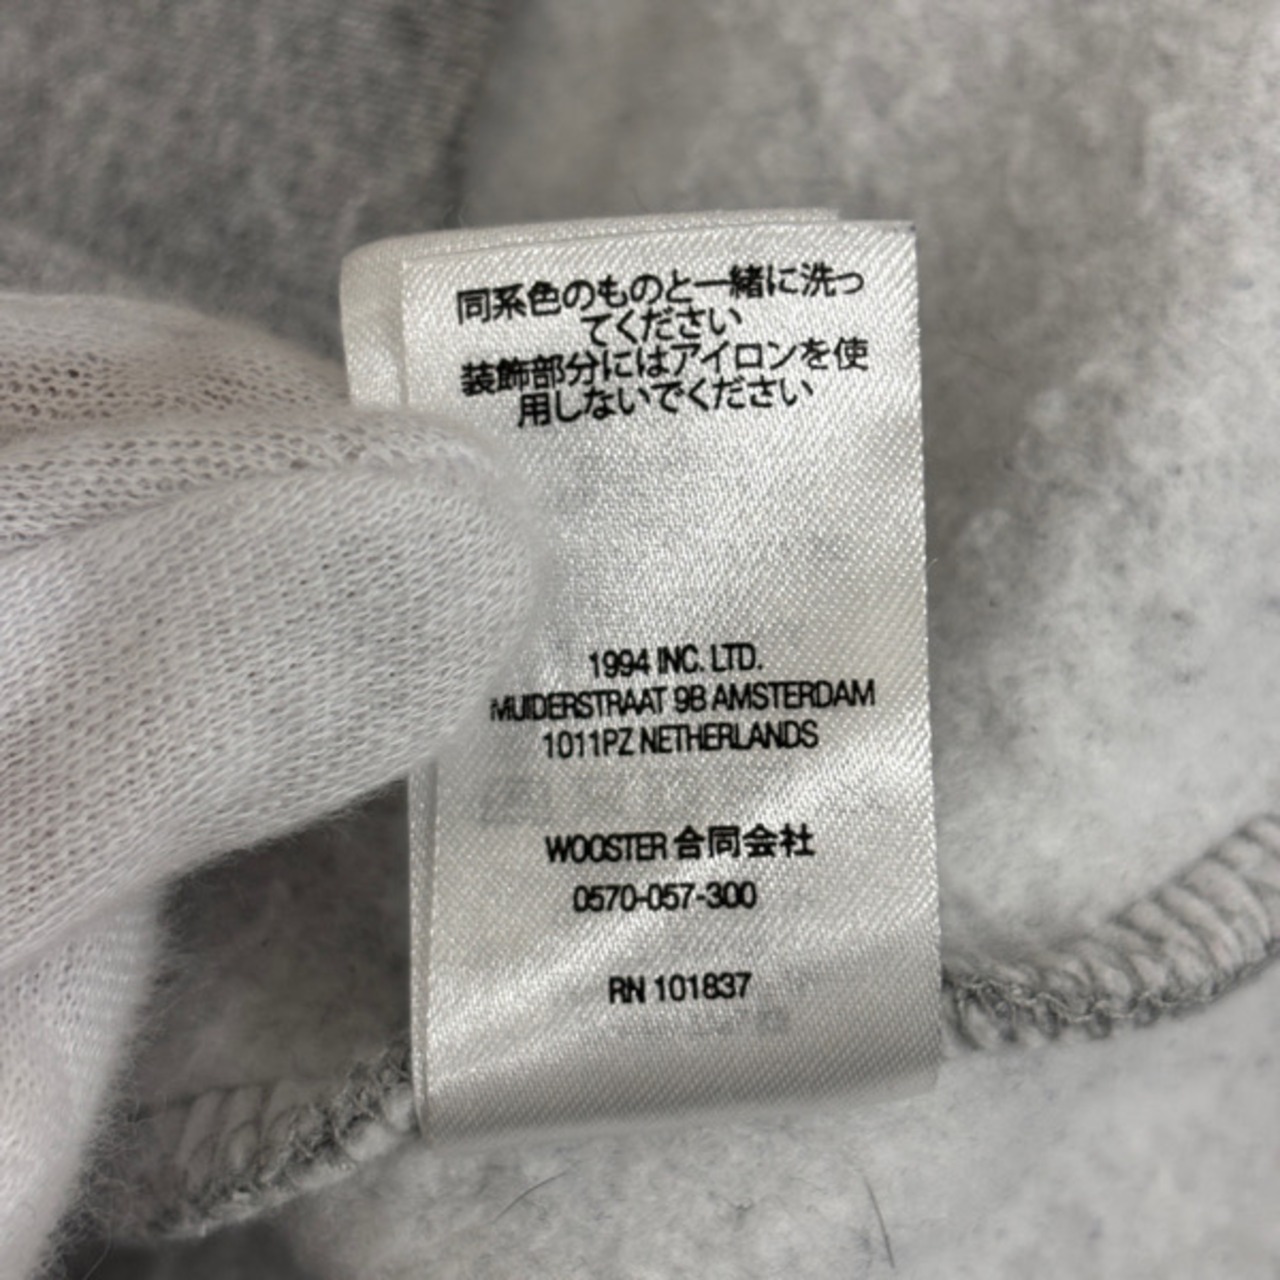 同系色のものと一緒に洗っ
てください
装飾部分にはアイロンを使
用しないでください
1994 INC. LTD.
MUIDERSTRAAT 9B AMSTERDAM
1011PZ NETHERLANDS
WOOSTER 合同会社
0570-057-300
RN 101837